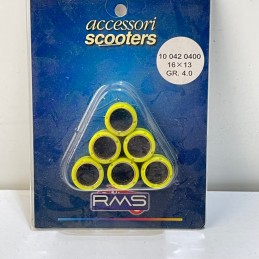 accessori
scooters
10 042 0400
16 × 13
GR. 4.0
RMS